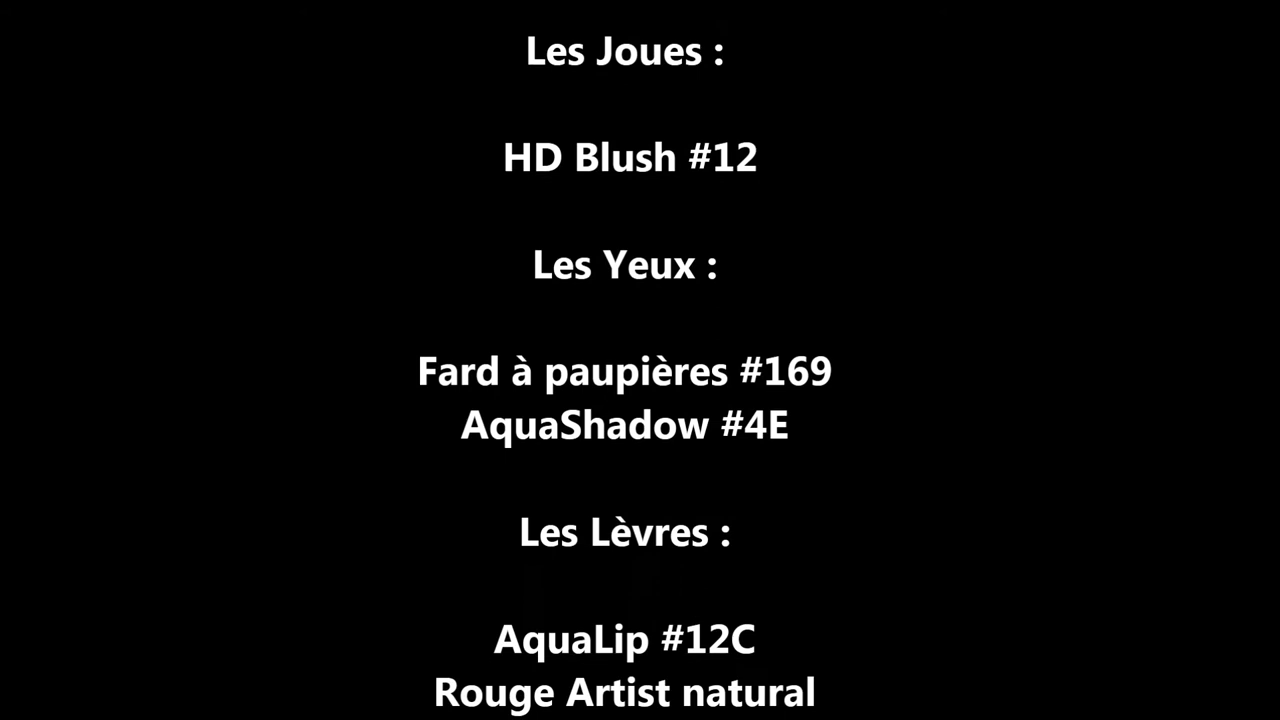 Les Joues :
HD Blush #12
Les Yeux :
Fard à paupières #169
AquaShadow #4E
Les Lèvres :
AquaLip #12C
Rouge Artist natural